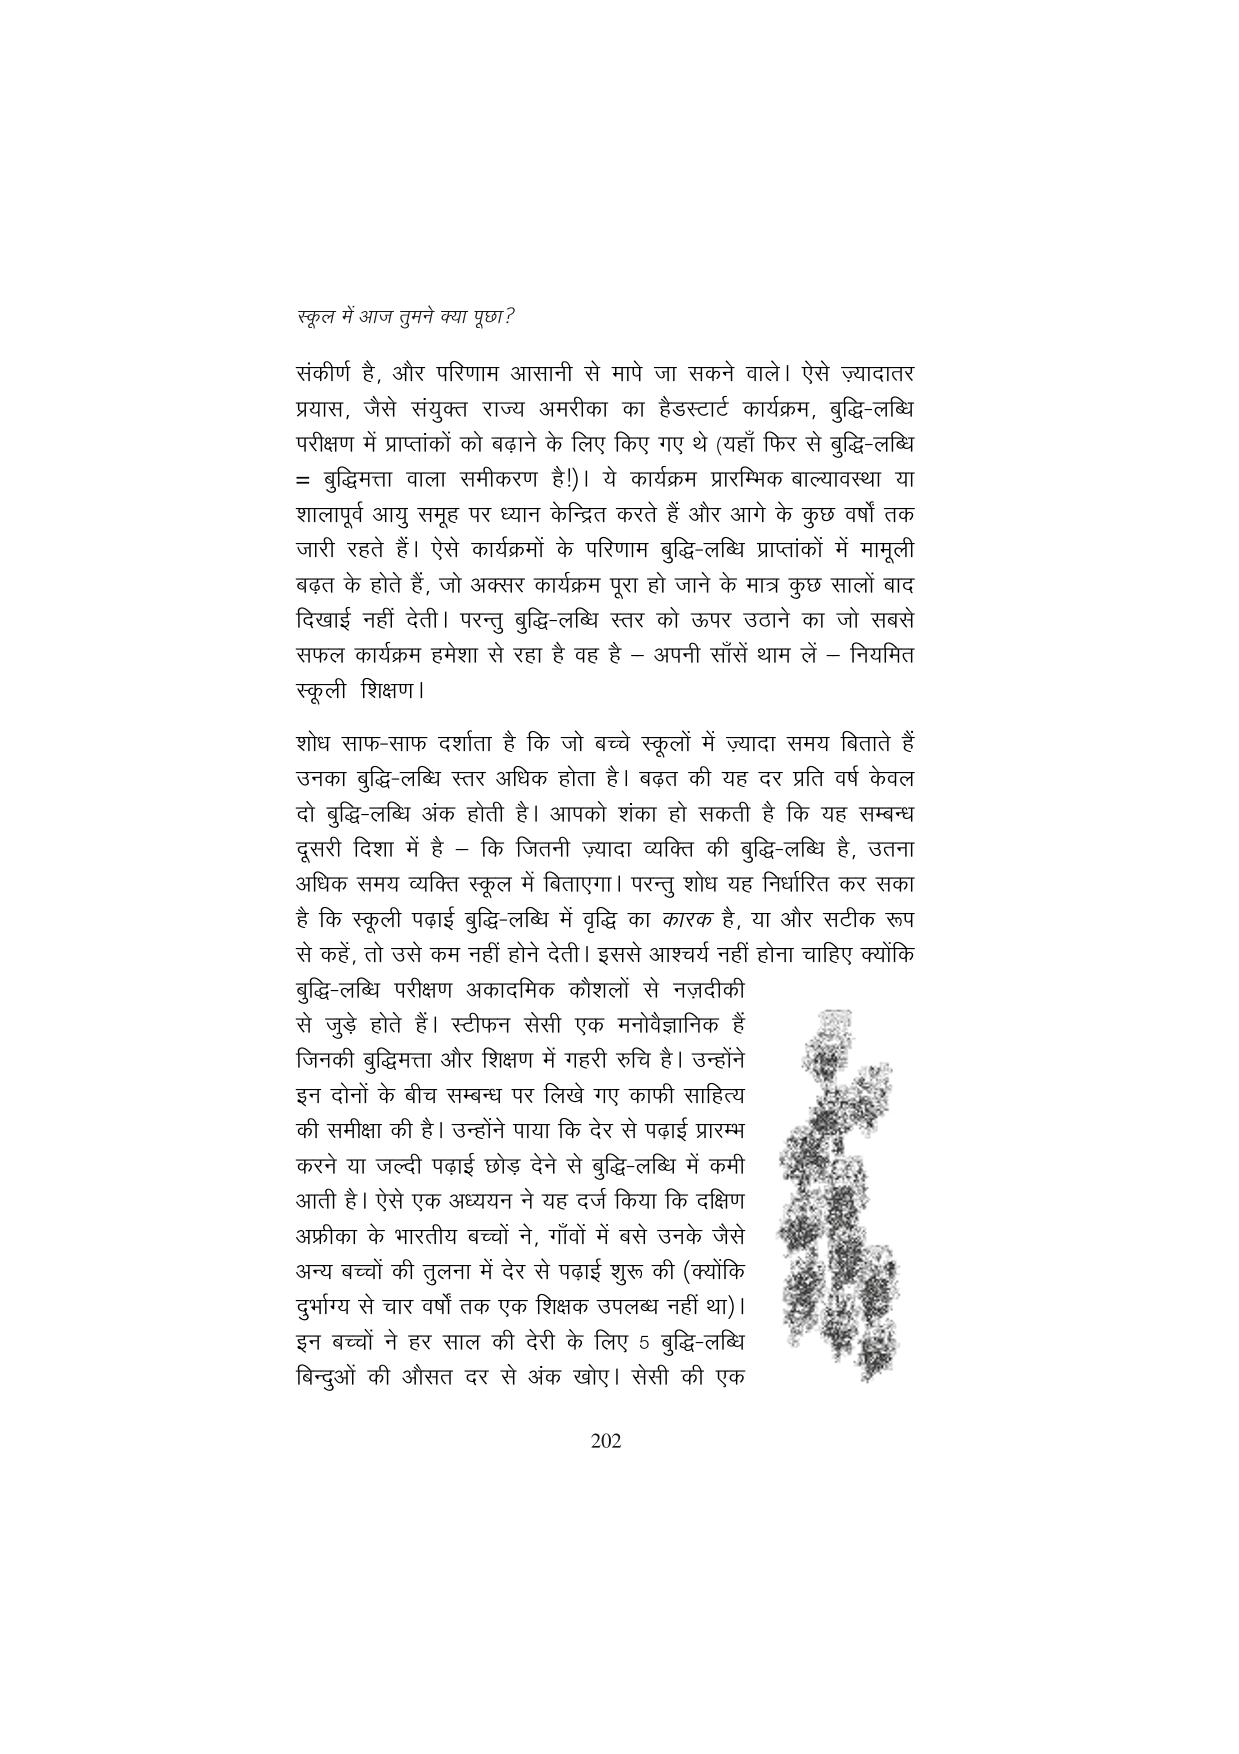 स्कूल में आज तुमने क्या पूछा?
संकीर्ण है, और परिणाम आसानी से मापे जा सकने वाले। ऐसे ज़्यादातर
प्रयास, जैसे संयुक्त राज्य अमरीका का हैडस्टार्ट कार्यक्रम, बुद्धि-लब्धि
परीक्षण में प्राप्तांकों को बढ़ाने के लिए किए गए थे (यहाँ फिर से बुद्धि-लब्धि
= बुद्धिमत्ता वाला समीकरण है!)। ये कार्यक्रम प्रारम्भिक बाल्यावस्था या
शालापूर्व आयु समूह पर ध्यान केन्द्रित करते हैं और आगे के कुछ वर्षों तक
जारी रहते हैं। ऐसे कार्यक्रमों के परिणाम बुद्धि-लब्धि प्राप्तांकों में मामूली
बढ़त के होते हैं, जो अक्सर कार्यक्रम पूरा हो जाने के मात्र कुछ सालों बाद
दिखाई नहीं देती। परन्तु बुद्धि-लब्धि स्तर को ऊपर उठाने का जो सबसे
सफल कार्यक्रम हमेशा से रहा है वह है – अपनी साँसें थाम लें – नियमित
स्कूली शिक्षण।
शोध साफ-साफ दर्शाता है कि जो बच्चे स्कूलों में ज़्यादा समय बिताते हैं
उनका बुद्धि-लब्धि स्तर अधिक होता है। बढ़त की यह दर प्रति वर्ष केवल
दो बुद्धि-लब्धि अंक होती है। आपको शंका हो सकती है कि यह सम्बन्ध
दूसरी दिशा में है – कि जितनी ज़्यादा व्यक्ति की बुद्धि-लब्धि है, उतना
अधिक समय व्यक्ति स्कूल में बिताएगा। परन्तु शोध यह निर्धारित कर सका
है कि स्कूली पढ़ाई बुद्धि-लब्धि में वृद्धि का कारक है, या और सटीक रूप
से कहें, तो उसे कम नहीं होने देती। इससे आश्चर्य नहीं होना चाहिए क्योंकि
बुद्धि-लब्धि परीक्षण अकादमिक कौशलों से नज़दीकी
से जुड़े होते हैं। स्टीफन सेसी एक मनोवैज्ञानिक हैं
जिनकी बुद्धिमत्ता और शिक्षण में गहरी रुचि है। उन्होंने
इन दोनों के बीच सम्बन्ध पर लिखे गए काफी साहित्य
की समीक्षा की है। उन्होंने पाया कि देर से पढ़ाई प्रारम्भ
करने या जल्दी पढ़ाई छोड़ देने से बुद्धि-लब्धि में कमी
आती है। ऐसे एक अध्ययन ने यह दर्ज किया कि दक्षिण
अफ्रीका के भारतीय बच्चों ने, गाँवों में बसे उनके जैसे
अन्य बच्चों की तुलना में देर से पढ़ाई शुरू की (क्योंकि
दुर्भाग्य से चार वर्षों तक एक शिक्षक उपलब्ध नहीं था)।
इन बच्चों ने हर साल की देरी के लिए 5 बुद्धि-लब्धि
बिन्दुओं की औसत दर से अंक खोए। सेसी की एक
202